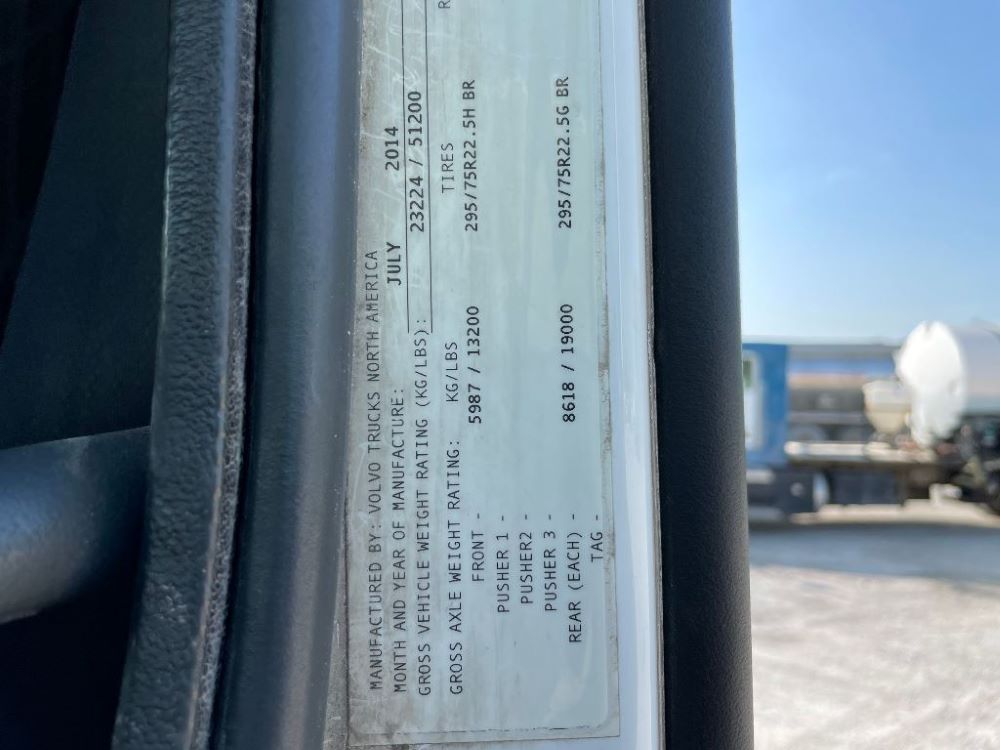 MANUFACTURED BY: VOLVO TRUCKS NORTH AMERICA
MONTH AND YEAR OF MANUFACTURE: JULY 2014
GROSS VEHICLE WEIGHT RATING (KG/LBS): 23224 / 51200
GROSS AXLE WEIGHT RATING: KG/LBS TIRES R
FRONT - 5987 / 13200 295/75R22.5H BR
PUSHER 1 -
PUSHER2 -
PUSHER 3 -
REAR (EACH) - 8618 / 19000 295/75R22.5G BR
TAG -